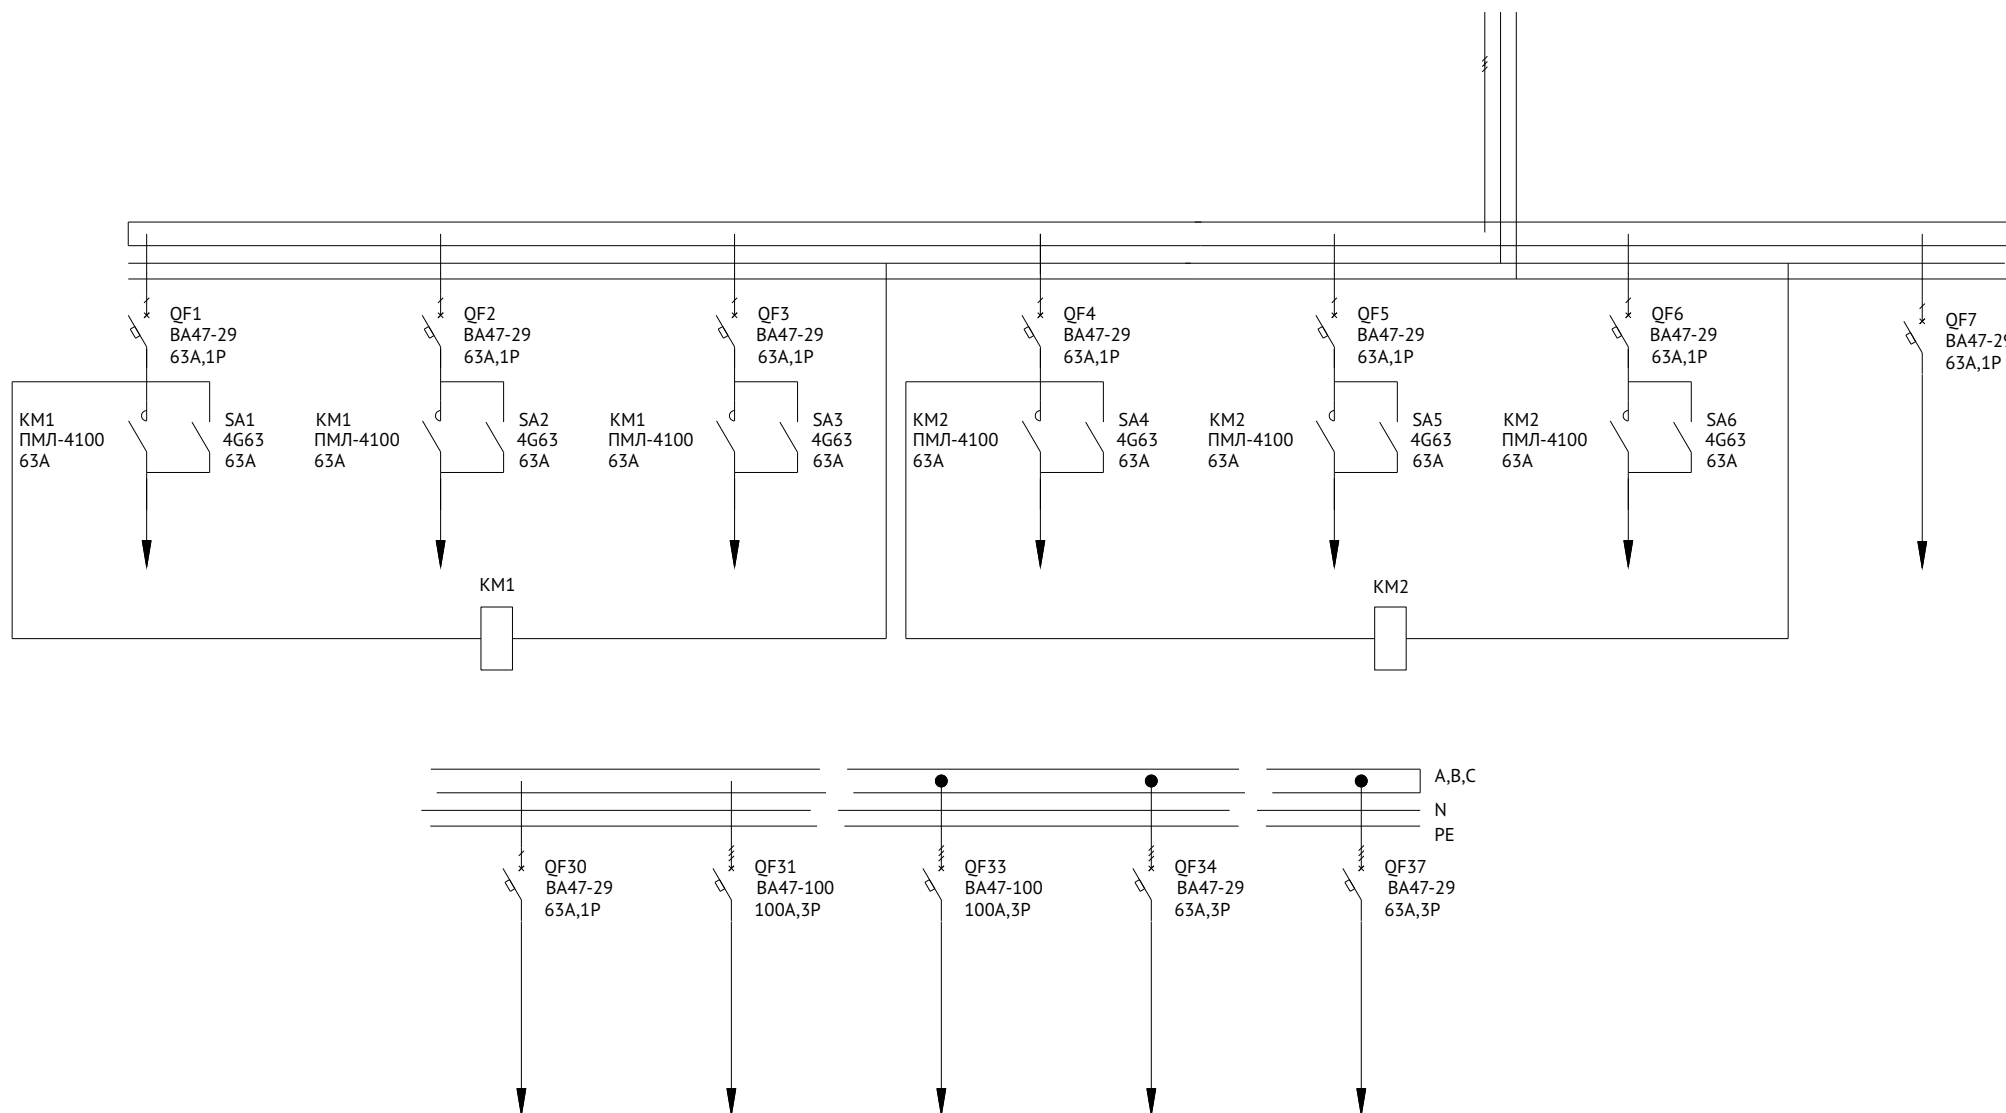 QF1
ВА47-29
63А,1Р
QF2
ВА47-29
63А,1Р
QF3
ВА47-29
63А,1Р
QF4
ВА47-29
63А,1Р
QF5
ВА47-29
63А,1Р
QF6
ВА47-29
63А,1Р
QF7
ВА47-29
63А,1Р
КМ1
ПМЛ-4100
63А
SA1
4G63
63А
КМ1
ПМЛ-4100
63А
SA2
4G63
63А
КМ1
ПМЛ-4100
63А
SA3
4G63
63А
КМ2
ПМЛ-4100
63А
SA4
4G63
63А
КМ2
ПМЛ-4100
63А
SA5
4G63
63А
КМ2
ПМЛ-4100
63А
SA6
4G63
63А
КМ1
КМ2
A,B,C
N
PE
QF30
ВА47-29
63А,1Р
QF31
ВА47-100
100А,3Р
QF33
ВА47-100
100А,3Р
QF34
ВА47-29
63А,3Р
QF37
ВА47-29
63А,3Р